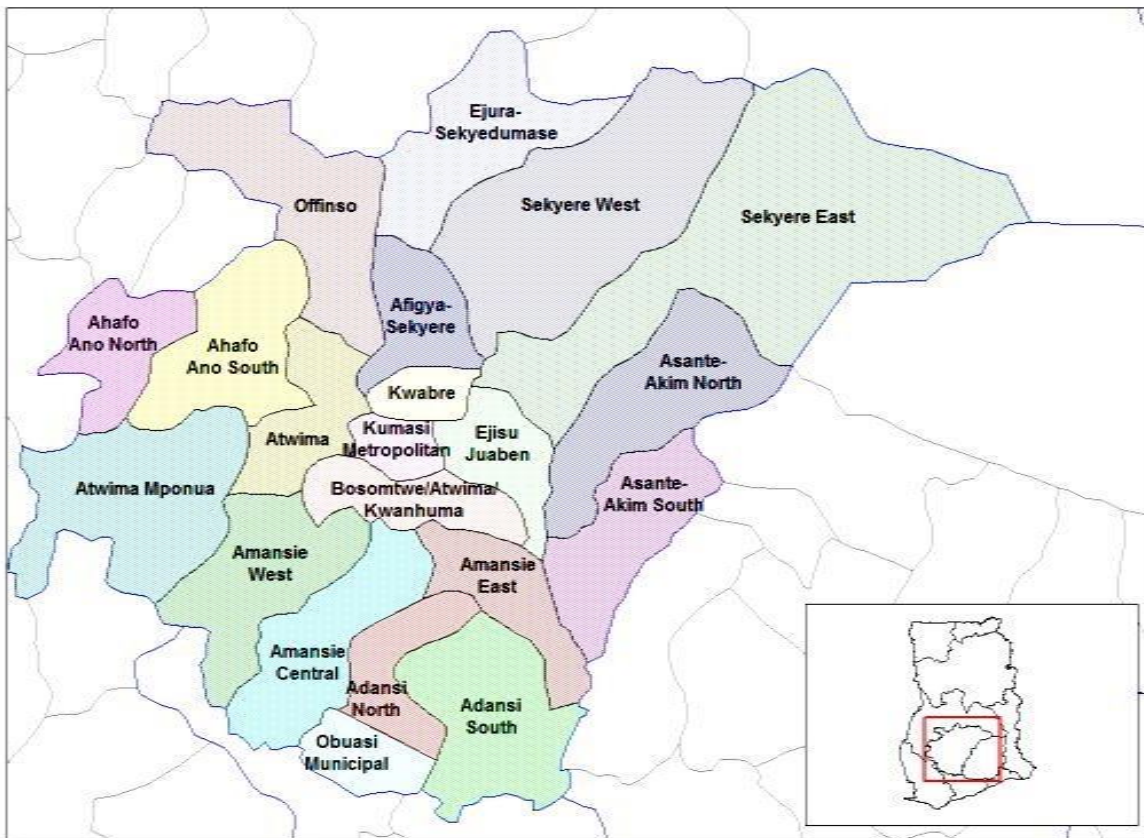 Ejura-
Sekyedumase
Offinso
Sekyere West
Sekyere East
Afigya-
Sekyere
Ahafo
Ano North
Ahafo
Ano South
Asante-
Akim North
Kwabre
Atwima
Kumasi
Metropolitan
Ejisu
Juaben
Atwima Mponua
Bosomtwe/Atwima/
Kwanhuma
Asante-
Akim South
Amansie
West
Amansie
East
Amansie
Central
Adansi
North
Adansi
South
Obuasi
Municipal